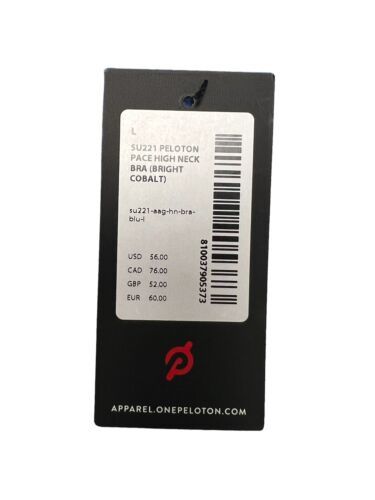 L
SU221 PELOTON
PACE HIGH NECK
BRA (BRIGHT
COBALT)
su221-aag-hn-bra-
blu-l
USD 56.00
CAD 76.00
GBP 52.00
EUR 60.00
810037905373
APPAREL.ONEPELOTON.COM